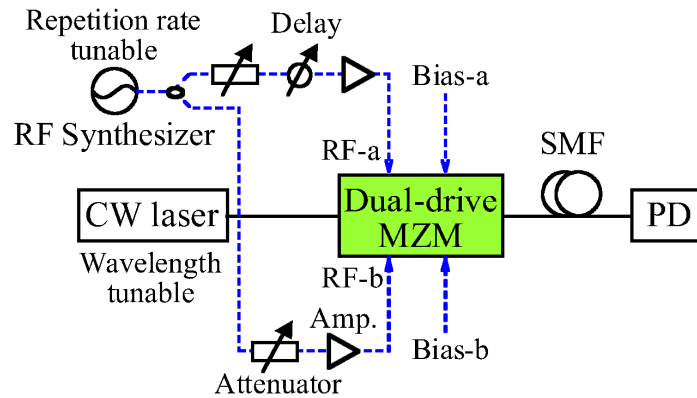 Repetition rate
tunable
Delay
Bias-a
RF Synthesizer
RF-a
SMF
CW laser
Dual-drive
MZM
PD
Wavelength
tunable
RF-b
Amp.
Bias-b
Attenuator